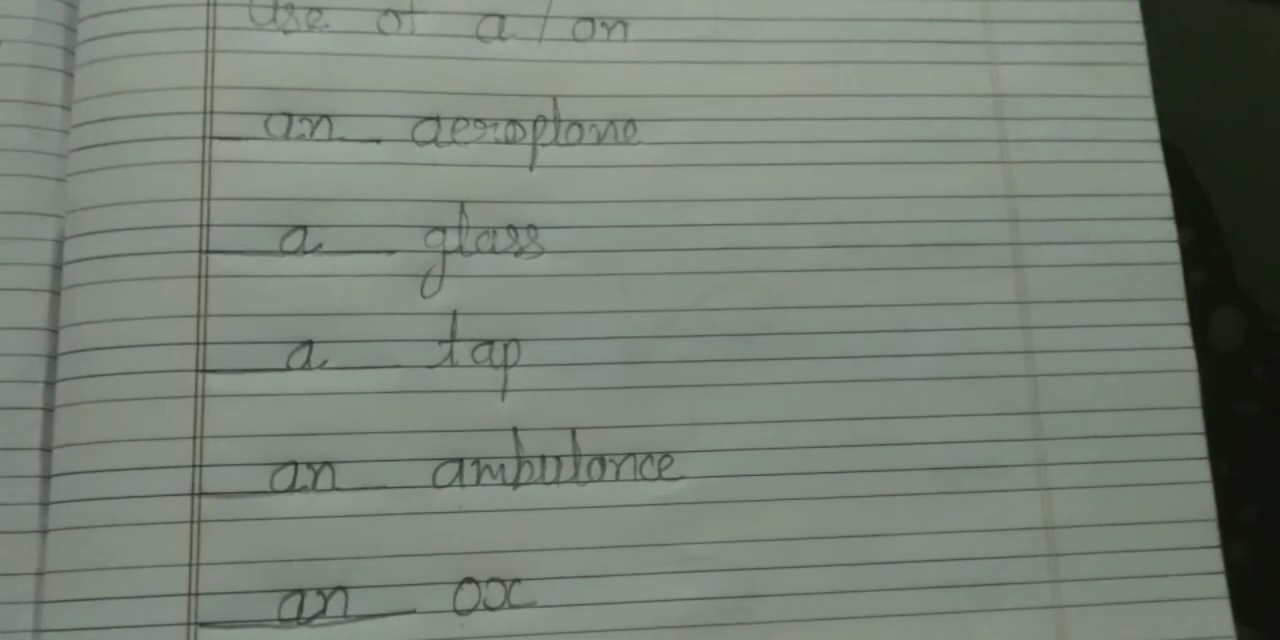 Use of a / an
an aeroplane
a glass
a tap
an ambulance
an ox